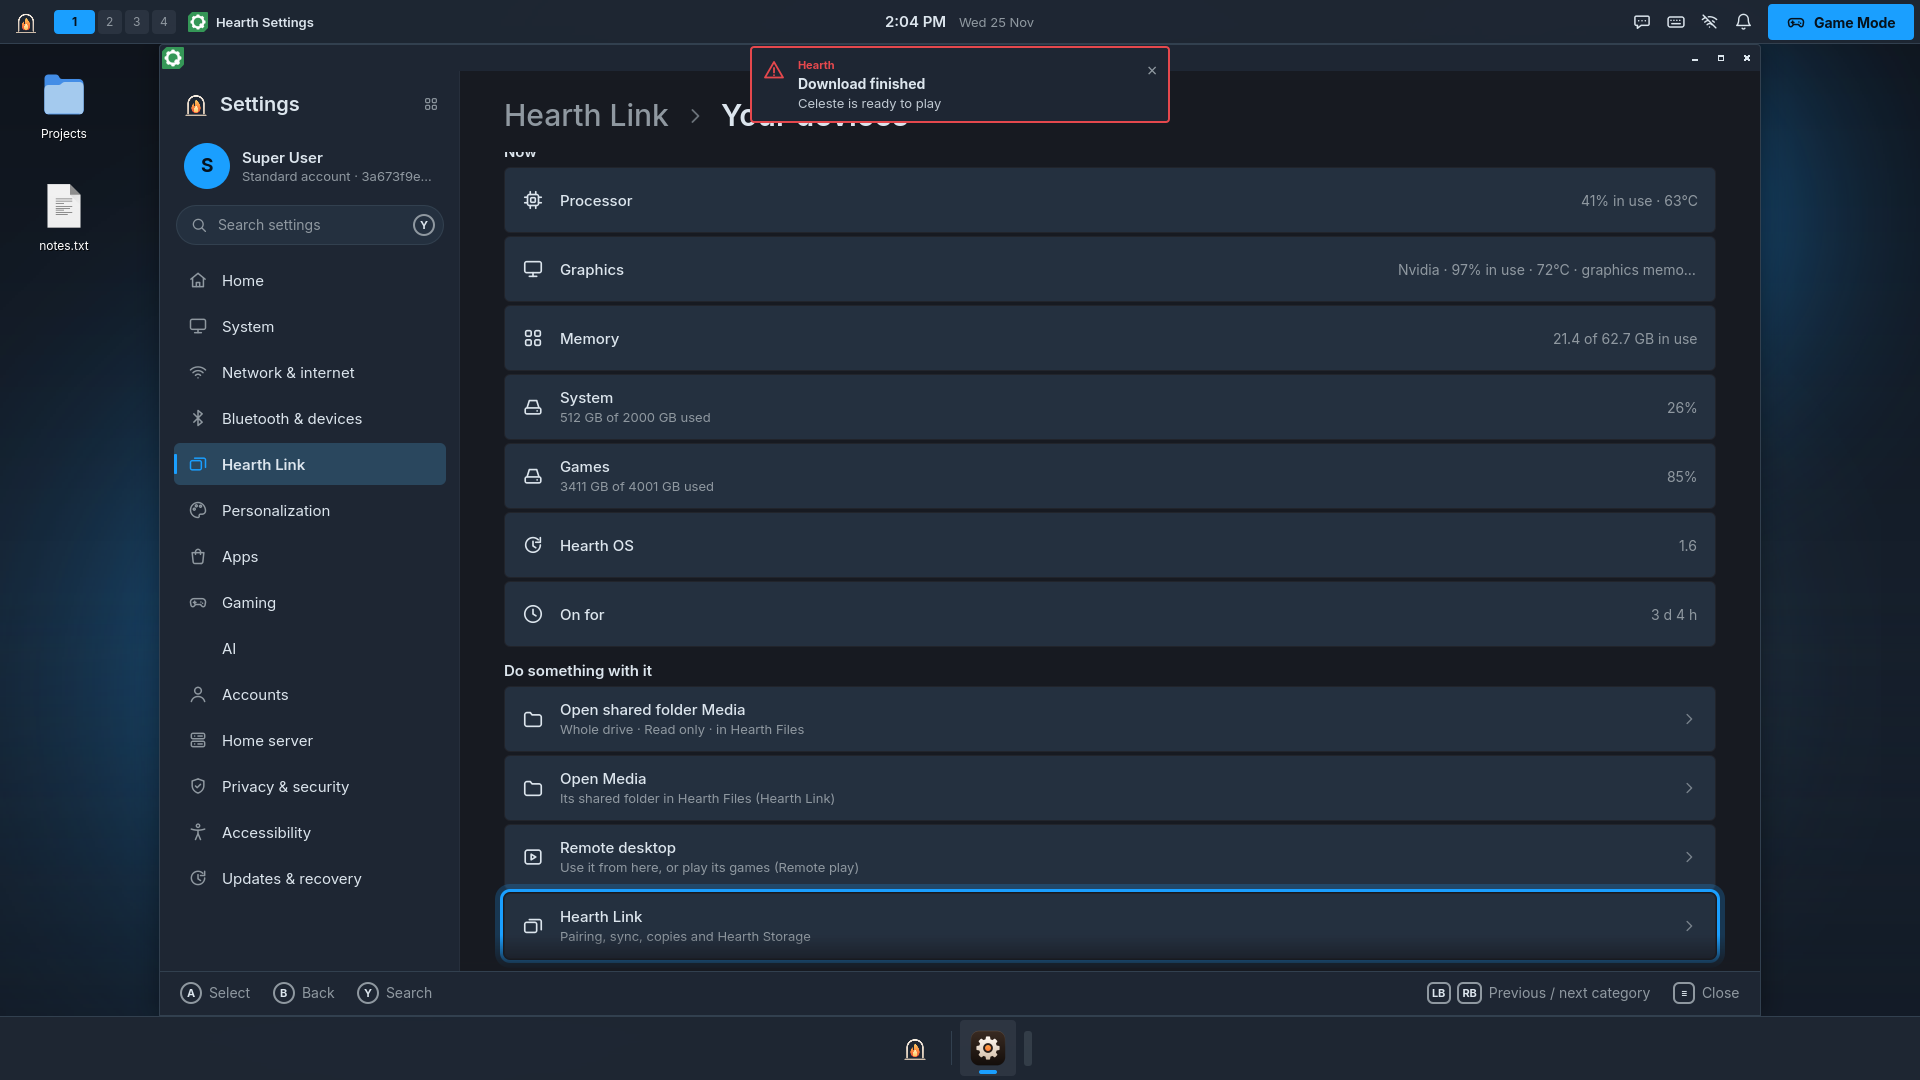 1 2 3 4 Hearth Settings
2:04 PM Wed 25 Nov
Game Mode
Projects
notes.txt
Hearth
Download finished
Celeste is ready to play
Settings
S
Super User
Standard account · 3a673f9e...
Search settings Y
Home
System
Network & internet
Bluetooth & devices
Hearth Link
Personalization
Apps
Gaming
AI
Accounts
Home server
Privacy & security
Accessibility
Updates & recovery
Hearth Link > Your devices
Now
Processor 41% in use · 63°C
Graphics Nvidia · 97% in use · 72°C · graphics memo...
Memory 21.4 of 62.7 GB in use
System
512 GB of 2000 GB used
26%
Games
3411 GB of 4001 GB used
85%
Hearth OS 1.6
On for 3 d 4 h
Do something with it
Open shared folder Media
Whole drive · Read only · in Hearth Files
Open Media
Its shared folder in Hearth Files (Hearth Link)
Remote desktop
Use it from here, or play its games (Remote play)
Hearth Link
Pairing, sync, copies and Hearth Storage
A Select B Back Y Search
LB RB Previous / next category Close